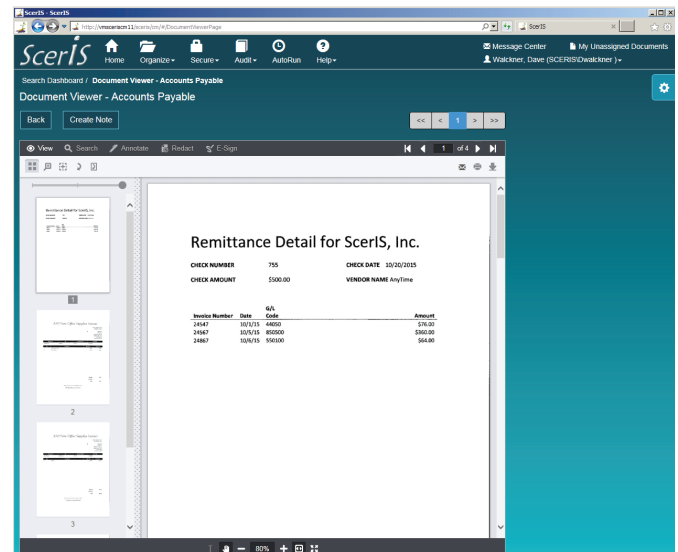 ScerIS - ScerIS
http://vmsceriscm11/sceris/cm/#/DocumentViewerPage
ScerIS
ScerIS
Home
Organize
Secure
Audit
AutoRun
Help
Message Center
My Unassigned Documents
Walckner, Dave (SCERIS\Dwalckner )
Search Dashboard / Document Viewer - Accounts Payable
Document Viewer - Accounts Payable
Back
Create Note
<< < 1 > >>
View
Search
Annotate
Redact
E-Sign
1 of 4
Remittance Detail for ScerIS, Inc.
CHECK NUMBER 755 CHECK DATE 10/20/2015
CHECK AMOUNT $500.00 VENDOR NAME AnyTime
G/L
Invoice Number Date Code Amount
24547 10/1/15 44050 $76.00
24567 10/5/15 850500 $360.00
24867 10/6/15 550100 $64.00
1
2
3
80%